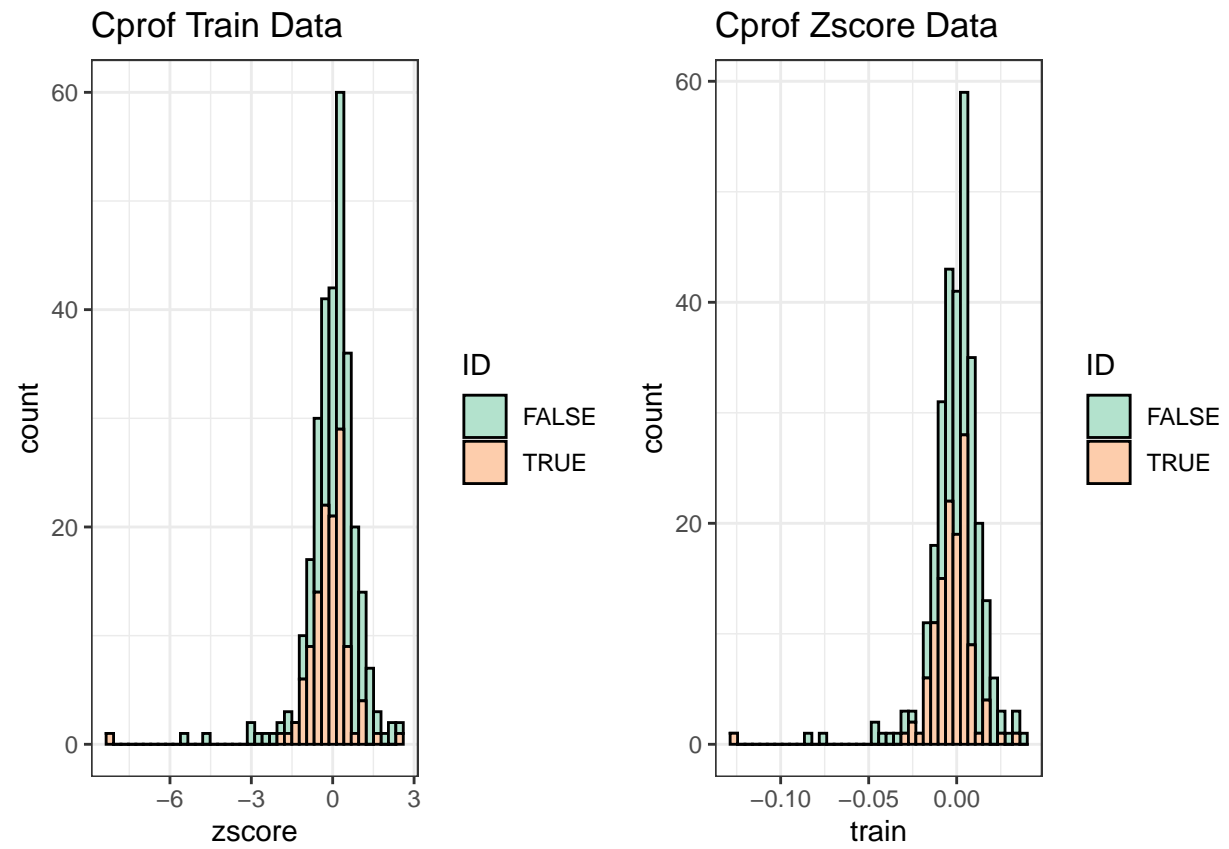 Cprof Train Data
60
40
20
0
count
−6 −3 0 3
zscore
ID
FALSE
TRUE
Cprof Zscore Data
60
40
20
0
count
−0.10 −0.05 0.00
train
ID
FALSE
TRUE